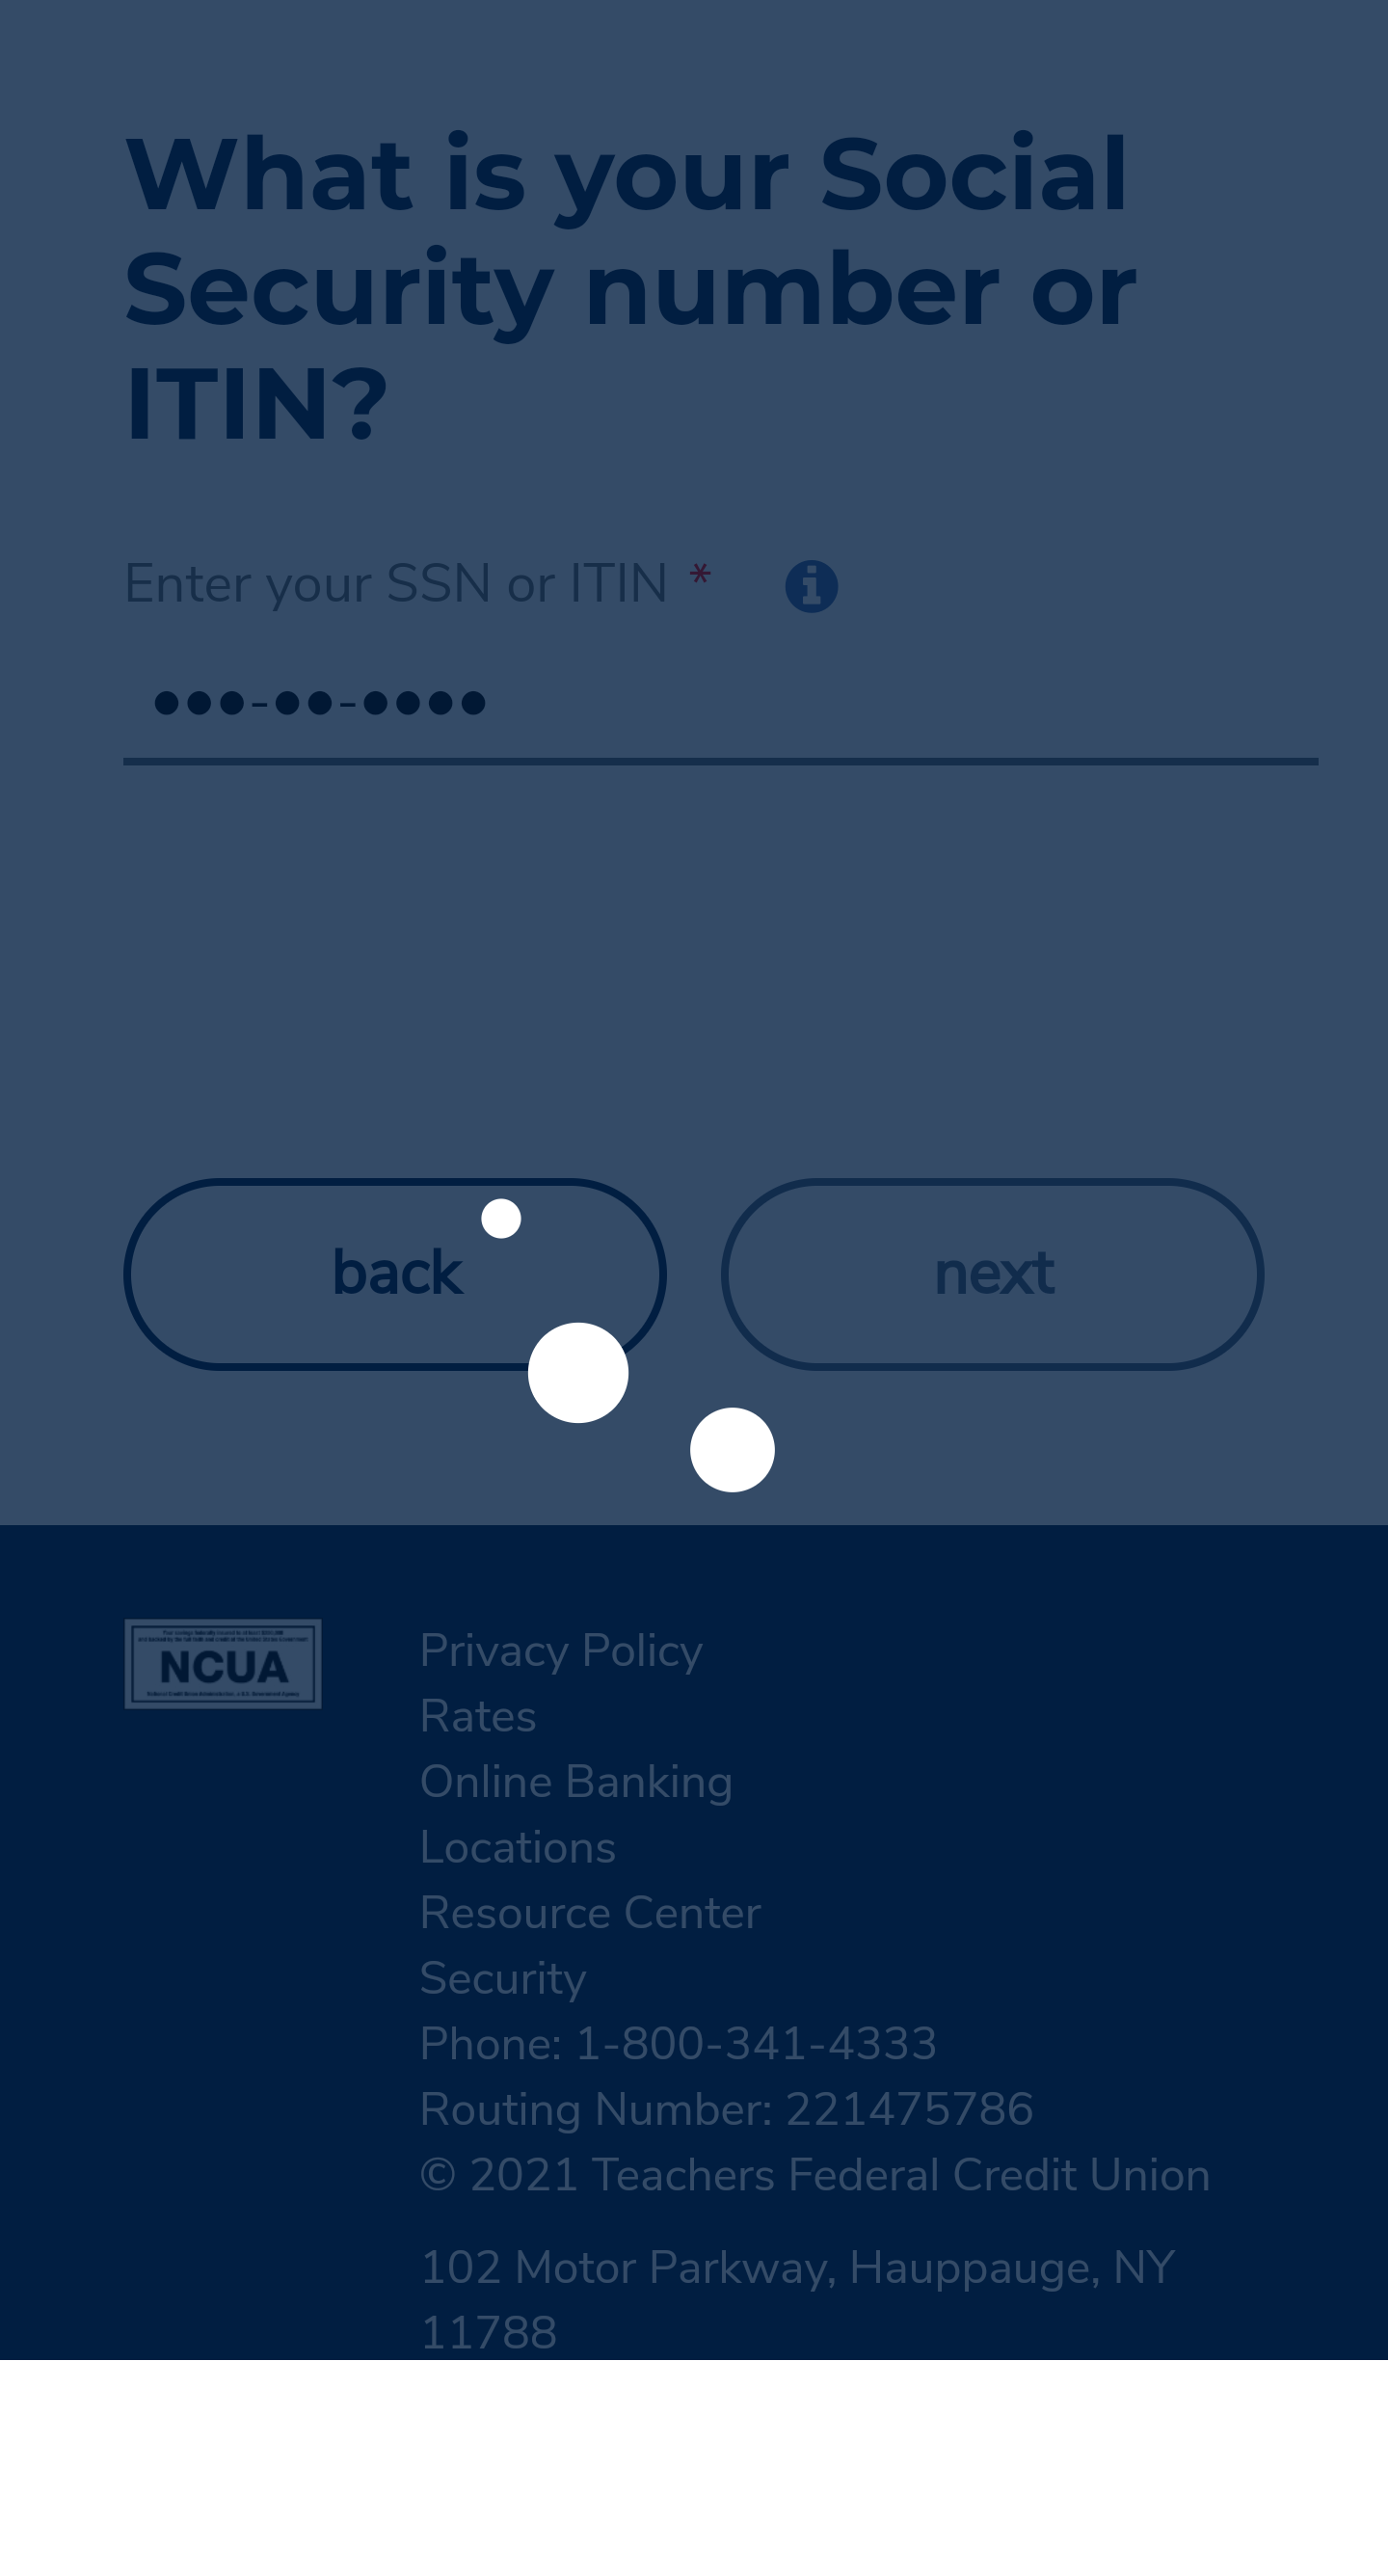 What is your Social
Security number or
ITIN?
Enter your SSN or ITIN *
•••-••-••••
back
next
NCUA
Privacy Policy
Rates
Online Banking
Locations
Resource Center
Security
Phone: 1-800-341-4333
Routing Number: 221475786
© 2021 Teachers Federal Credit Union
102 Motor Parkway, Hauppauge, NY
11788